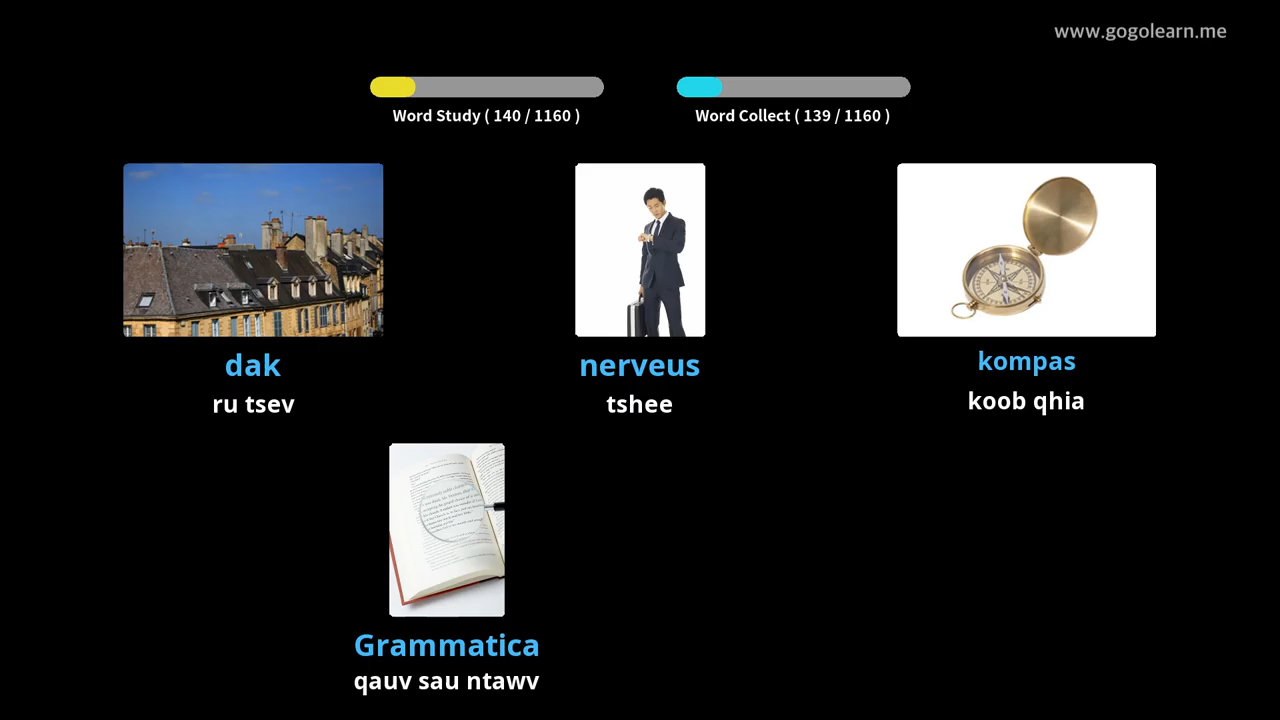 www.gogolearn.me
Word Study ( 140 / 1160 )
Word Collect ( 139 / 1160 )
dak
nerveus
kompas
ru tsev
tshee
koob qhia
Grammatica
qauv sau ntawv